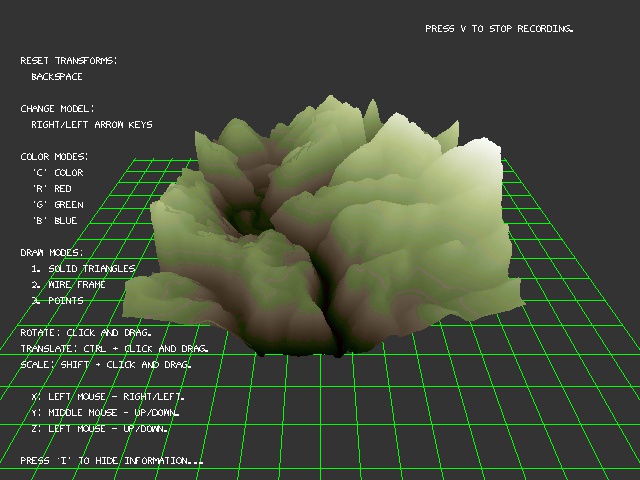 PRESS V TO STOP RECORDING.
RESET TRANSFORMS:
BACKSPACE
CHANGE MODEL:
RIGHT/LEFT ARROW KEYS
COLOR MODES:
'C' COLOR
'R' RED
'G' GREEN
'B' BLUE
DRAW MODES:
1. SOLID TRIANGLES
2. WIRE FRAME
3. POINTS
ROTATE: CLICK AND DRAG.
TRANSLATE: CTRL + CLICK AND DRAG.
SCALE: SHIFT + CLICK AND DRAG.
X: LEFT MOUSE - RIGHT/LEFT.
Y: MIDDLE MOUSE - UP/DOWN.
Z: LEFT MOUSE - UP/DOWN.
PRESS 'I' TO HIDE INFORMATION...